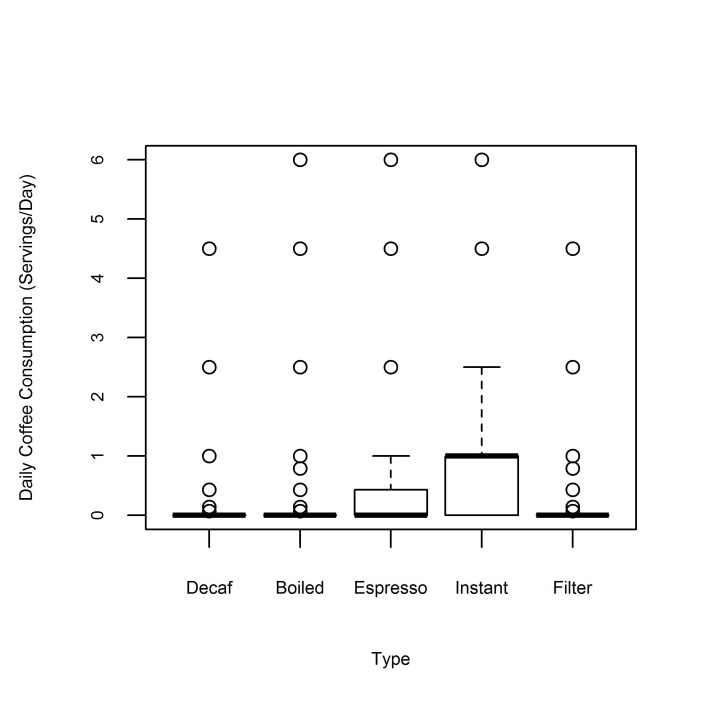 Daily Coffee Consumption (Servings/Day)
6
5
4
3
2
1
0
Decaf Boiled Espresso Instant Filter
Type